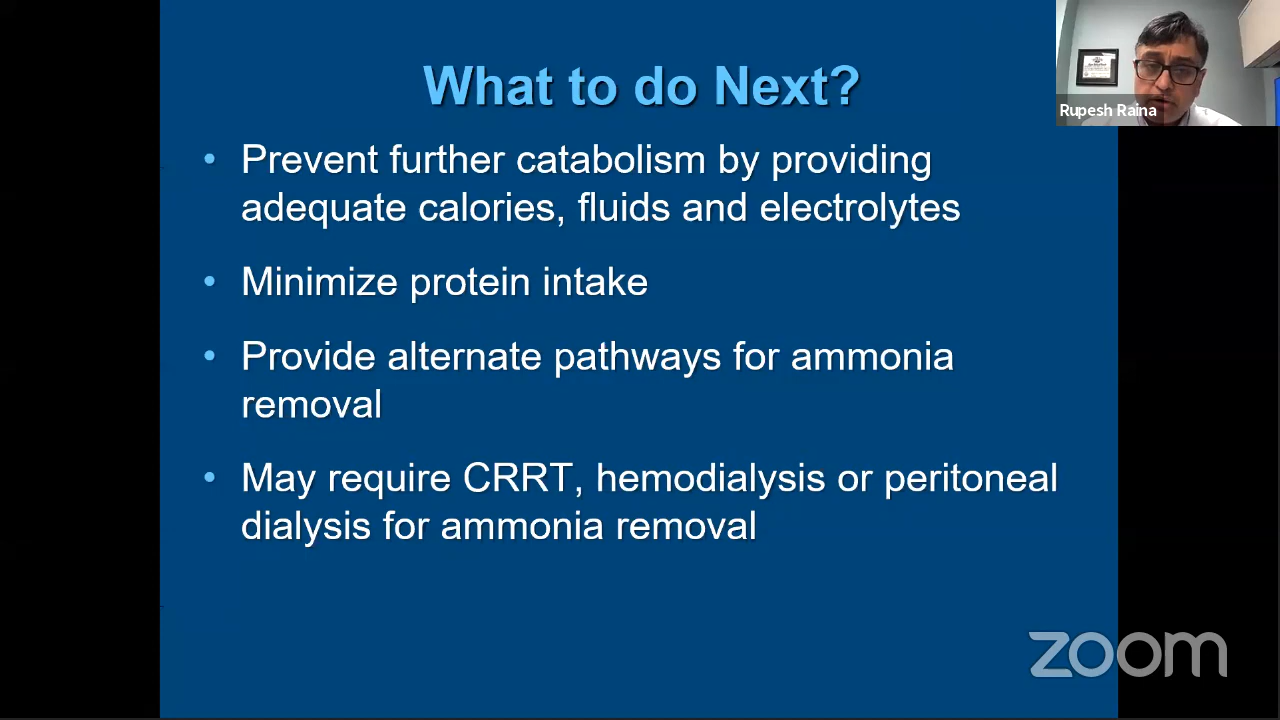 What to do Next?
Rupesh Raina
• Prevent further catabolism by providing
adequate calories, fluids and electrolytes
• Minimize protein intake
• Provide alternate pathways for ammonia
removal
• May require CRRT, hemodialysis or peritoneal
dialysis for ammonia removal
zoom